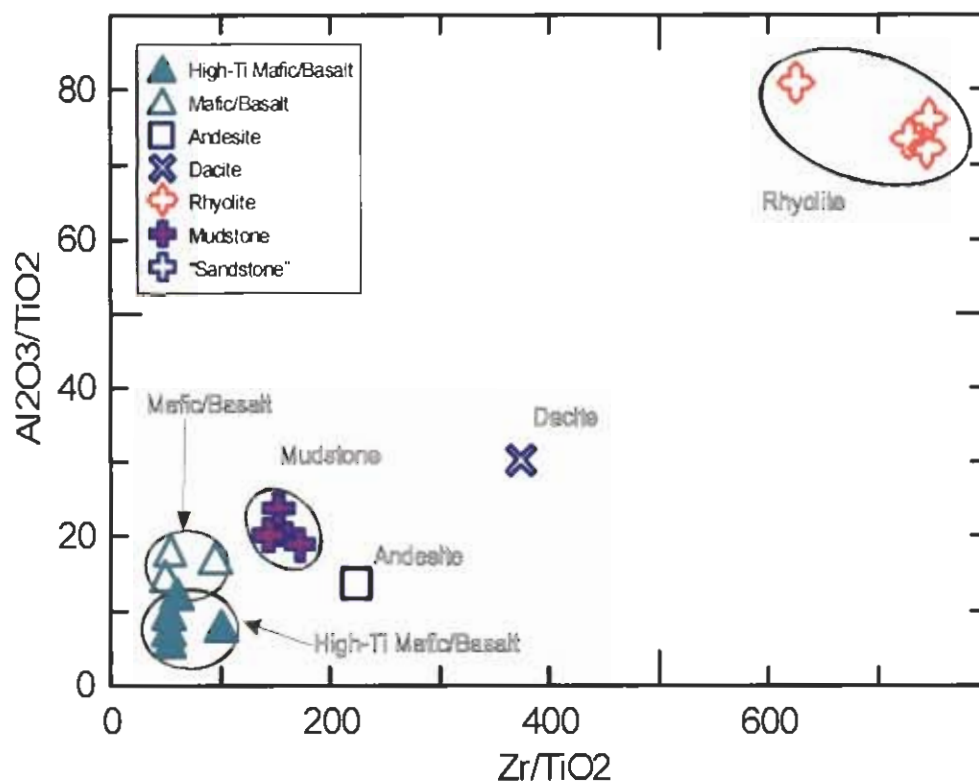 High-Ti Mafic/Basalt
Mafic/Basalt
Andesite
Dacite
Rhyolite
Mudstone
"Sandstone"
Al2O3/TiO2
80
60
40
20
0
Rhyolite
Mafic/Basalt
Mudstone
Dacite
Andesite
High-Ti Mafic/Basalt
0
200
400
600
Zr/TiO2